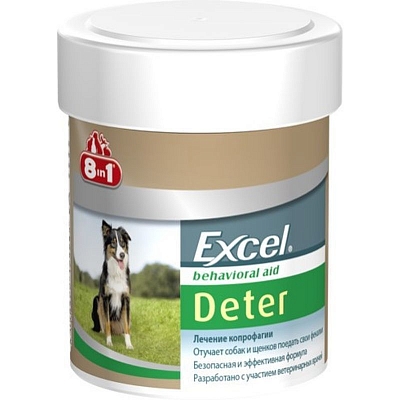 8in1®
Excel®
behavioral aid
Deter
Лечение копрофагии
Отучает собак и щенков поедать свои фекалии
Безопасная и эффективная формула
Разработано с участием ветеринарных врачей